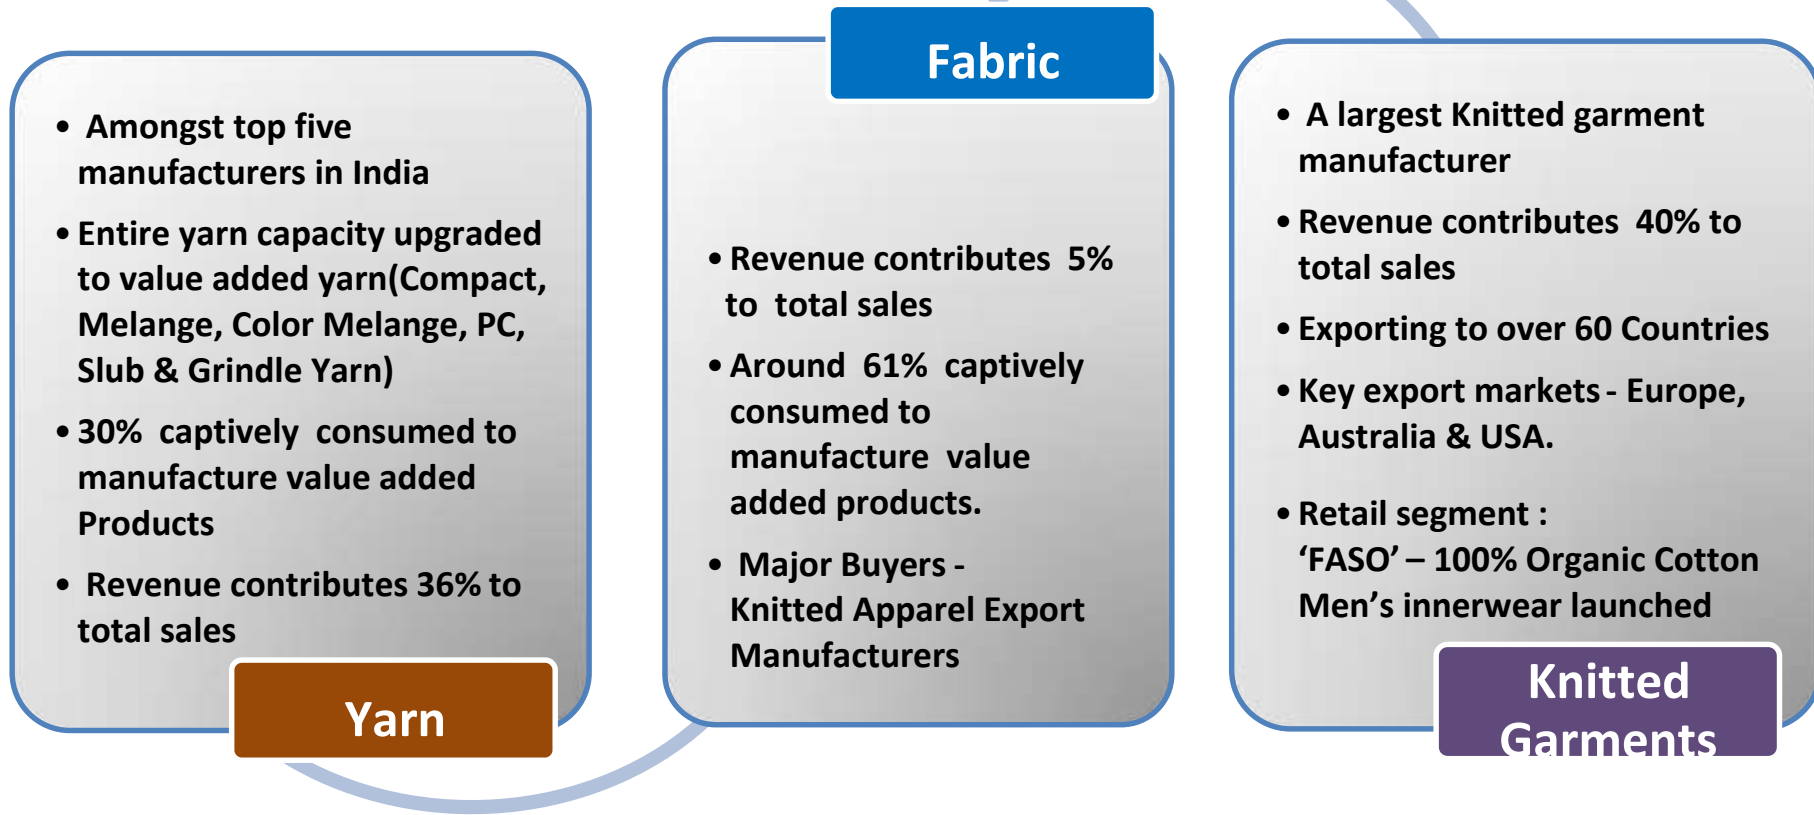 • Amongst top five
manufacturers in India
• Entire yarn capacity upgraded
to value added yarn(Compact,
Melange, Color Melange, PC,
Slub & Grindle Yarn)
• 30% captively consumed to
manufacture value added
Products
• Revenue contributes 36% to
total sales
Yarn
Fabric
• Revenue contributes 5%
to total sales
• Around 61% captively
consumed to
manufacture value
added products.
• Major Buyers -
Knitted Apparel Export
Manufacturers
• A largest Knitted garment
manufacturer
• Revenue contributes 40% to
total sales
• Exporting to over 60 Countries
• Key export markets - Europe,
Australia & USA.
• Retail segment :
‘FASO’ – 100% Organic Cotton
Men’s innerwear launched
Knitted
Garments